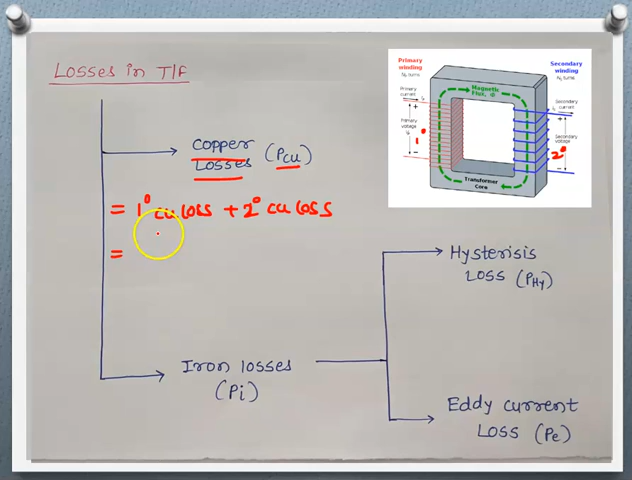 Losses in T/F
Copper
Losses (PCU)
= 1° cu loss + 2° cu loss
=
Iron losses
(Pi)
Hysterisis
Loss (PHy)
Eddy current
Loss (Pe)
Primary
winding
Secondary
winding
Magnetic
Flux, Φ
Primary
current
Secondary
current
+
+
Primary
voltage
Secondary
voltage
1°
2°
-
-
Transformer
Core